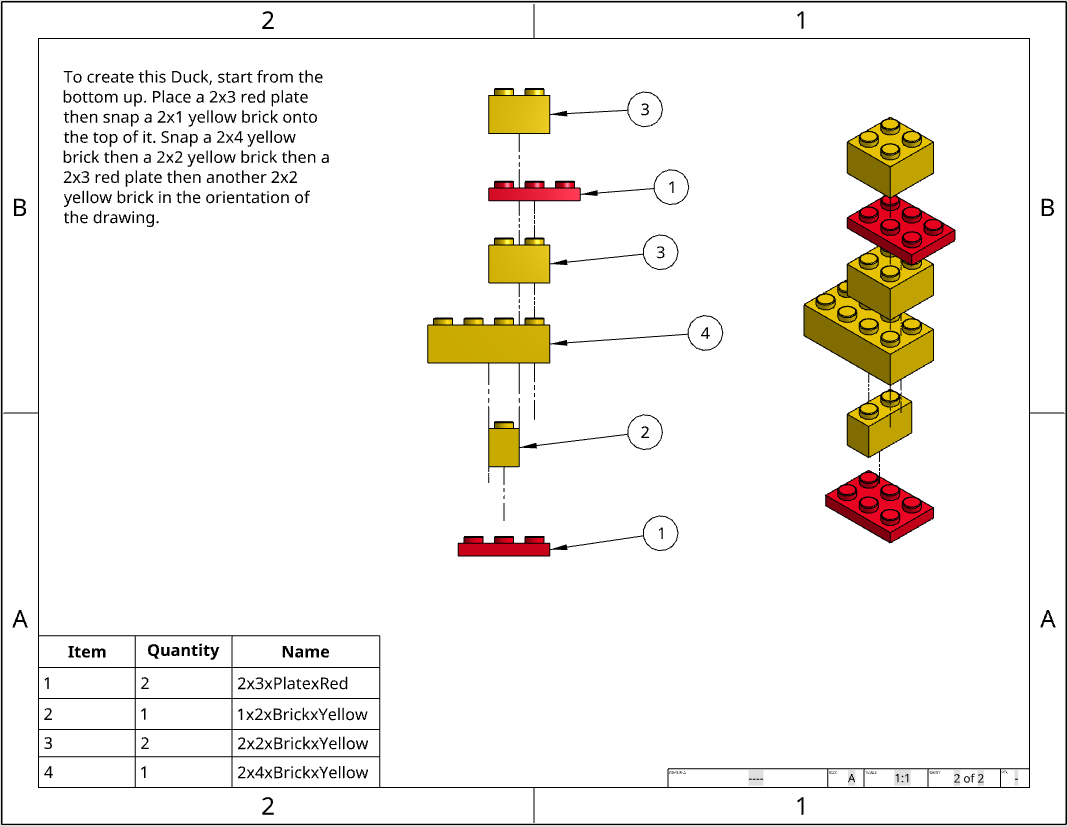 2
1
To create this Duck, start from the
bottom up. Place a 2x3 red plate
then snap a 2x1 yellow brick onto
the top of it. Snap a 2x4 yellow
brick then a 2x2 yellow brick then a
2x3 red plate then another 2x2
yellow brick in the orientation of
the drawing.
3
1
3
4
2
1
B
B
A
A
Item Quantity Name
1 2 2x3xPlatexRed
2 1 1x2xBrickxYellow
3 2 2x2xBrickxYellow
4 1 2x4xBrickxYellow
---- A 1:1 2 of 2 -
2
1